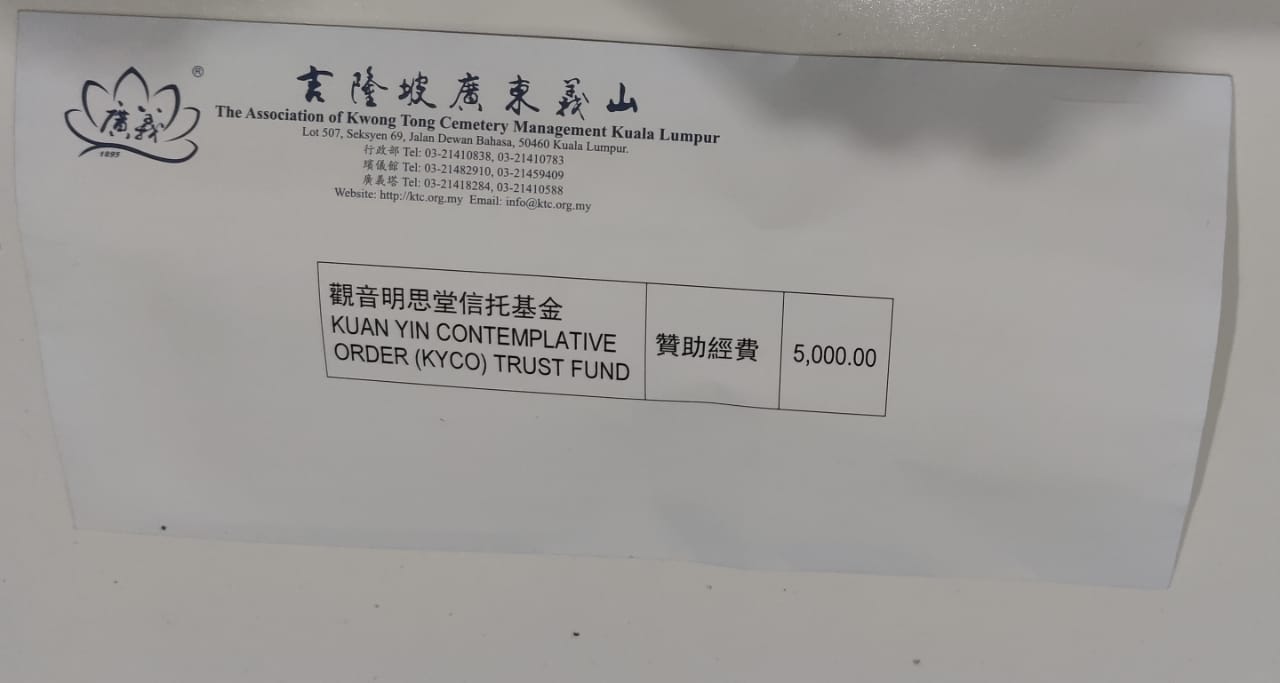 廣義
®
1895
吉隆坡廣東義山
The Association of Kwong Tong Cemetery Management Kuala Lumpur
Lot 507, Seksyen 69, Jalan Dewan Bahasa, 50460 Kuala Lumpur.
行政部 Tel: 03-21410838, 03-21410783
殯儀館 Tel: 03-21482910, 03-21459409
廣義塔 Tel: 03-21418284, 03-21410588
Website: http://ktc.org.my Email: info@ktc.org.my
觀音明思堂信托基金
KUAN YIN CONTEMPLATIVE
ORDER (KYCO) TRUST FUND
贊助經費
5,000.00